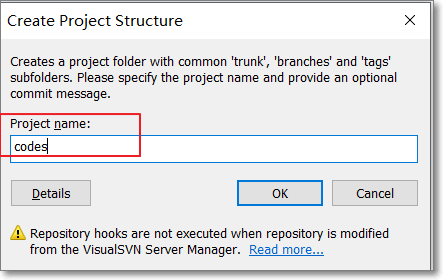 Create Project Structure
Creates a project folder with common 'trunk', 'branches' and 'tags'
subfolders. Please specify the project name and provide an optional
commit message.
Project name:
codes
Details
OK
Cancel
Repository hooks are not executed when repository is modified
from the VisualSVN Server Manager. Read more...